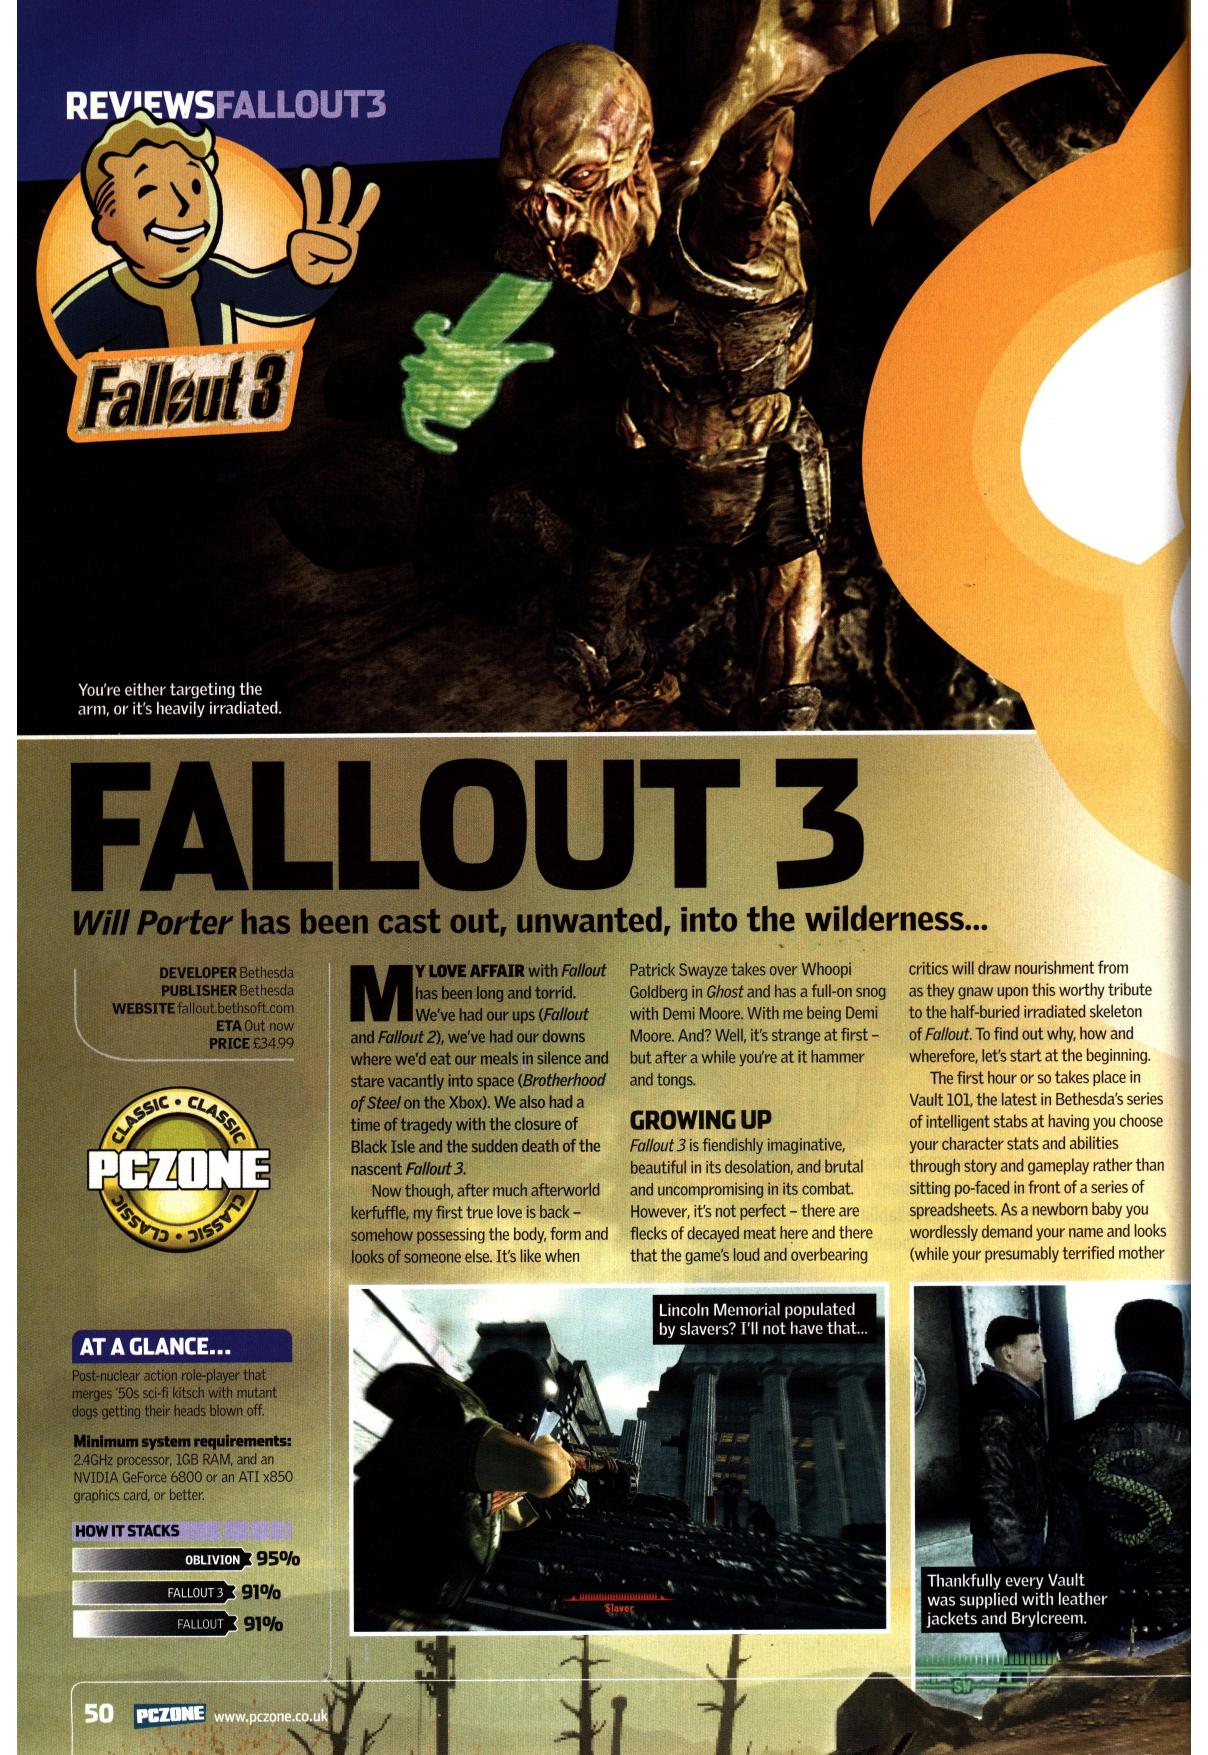 REVIEWSFALLOUT3
Fallout 3
You're either targeting the
arm, or it's heavily irradiated.
FALLOUT 3
Will Porter has been cast out, unwanted, into the wilderness...
DEVELOPER Bethesda
PUBLISHER Bethesda
WEBSITE fallout.bethsoft.com
ETA Out now
PRICE £34.99
CLASSIC • CLASSIC
PCZONE
CLASSIC • CLASSIC
AT A GLANCE...
Post-nuclear action role-player that
merges '50s sci-fi kitsch with mutant
dogs getting their heads blown off.
Minimum system requirements:
2.4GHz processor, 1GB RAM, and an
NVIDIA GeForce 6800 or an ATI x850
graphics card, or better.
HOW IT STACKS
OBLIVION 95%
FALLOUT 3 91%
FALLOUT 91%
MY LOVE AFFAIR with Fallout
has been long and torrid.
We've had our ups (Fallout
and Fallout 2), we've had our downs
where we'd eat our meals in silence and
stare vacantly into space (Brotherhood
of Steel on the Xbox). We also had a
time of tragedy with the closure of
Black Isle and the sudden death of the
nascent Fallout 3.
Now though, after much afterworld
kerfuffle, my first true love is back –
somehow possessing the body, form and
looks of someone else. It's like when
Patrick Swayze takes over Whoopi
Goldberg in Ghost and has a full-on snog
with Demi Moore. With me being Demi
Moore. And? Well, it's strange at first –
but after a while you're at it hammer
and tongs.
GROWING UP
Fallout 3 is fiendishly imaginative,
beautiful in its desolation, and brutal
and uncompromising in its combat.
However, it's not perfect – there are
flecks of decayed meat here and there
that the game's loud and overbearing
critics will draw nourishment from
as they gnaw upon this worthy tribute
to the half-buried irradiated skeleton
of Fallout. To find out why, how and
wherefore, let's start at the beginning.
The first hour or so takes place in
Vault 101, the latest in Bethesda's series
of intelligent stabs at having you choose
your character stats and abilities
through story and gameplay rather than
sitting po-faced in front of a series of
spreadsheets. As a newborn baby you
wordlessly demand your name and looks
(while your presumably terrified mother
Lincoln Memorial populated
by slavers? I'll not have that...
Slaver
Thankfully every Vault
was supplied with leather
jackets and Brylcreem.
SW
50 PCZONE www.pczone.co.uk